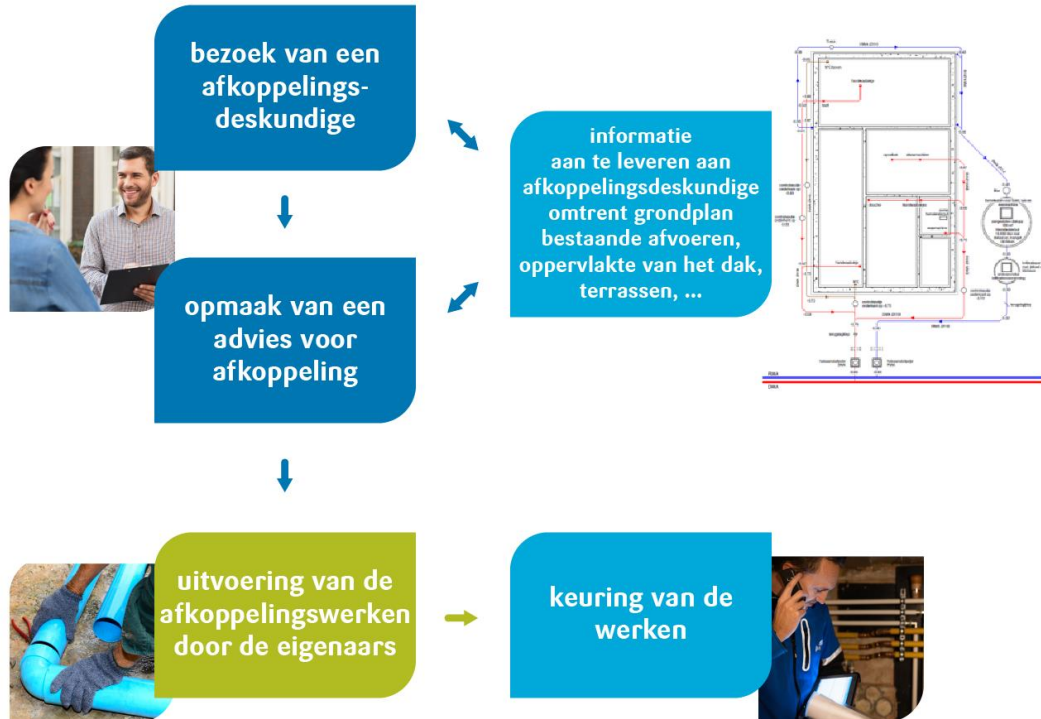 bezoek van een
afkoppelings-
deskundige
informatie
aan te leveren aan
afkoppelingsdeskundige
omtrent grondplan
bestaande afvoeren,
oppervlakte van het dak,
terrassen, ...
opmaak van een
advies voor
afkoppeling
uitvoering van de
afkoppelingswerken
door de eigenaars
keuring van de
werken